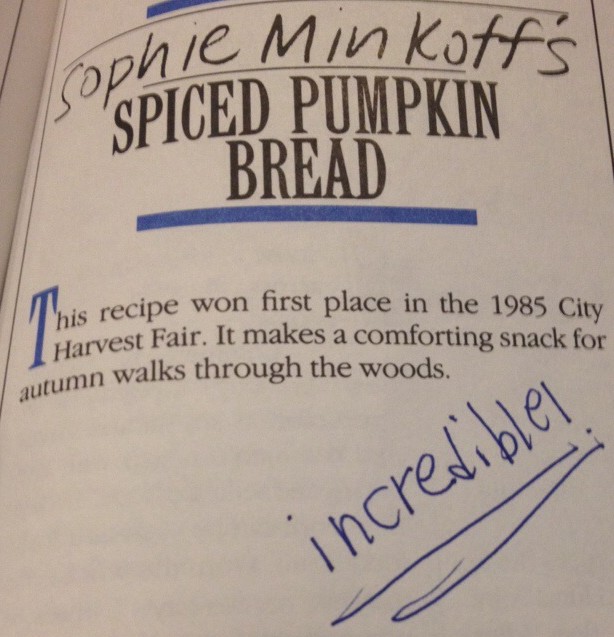 Sophie Minkoff's
SPICED PUMPKIN
BREAD
This recipe won first place in the 1985 City
Harvest Fair. It makes a comforting snack for
autumn walks through the woods.
incredible!